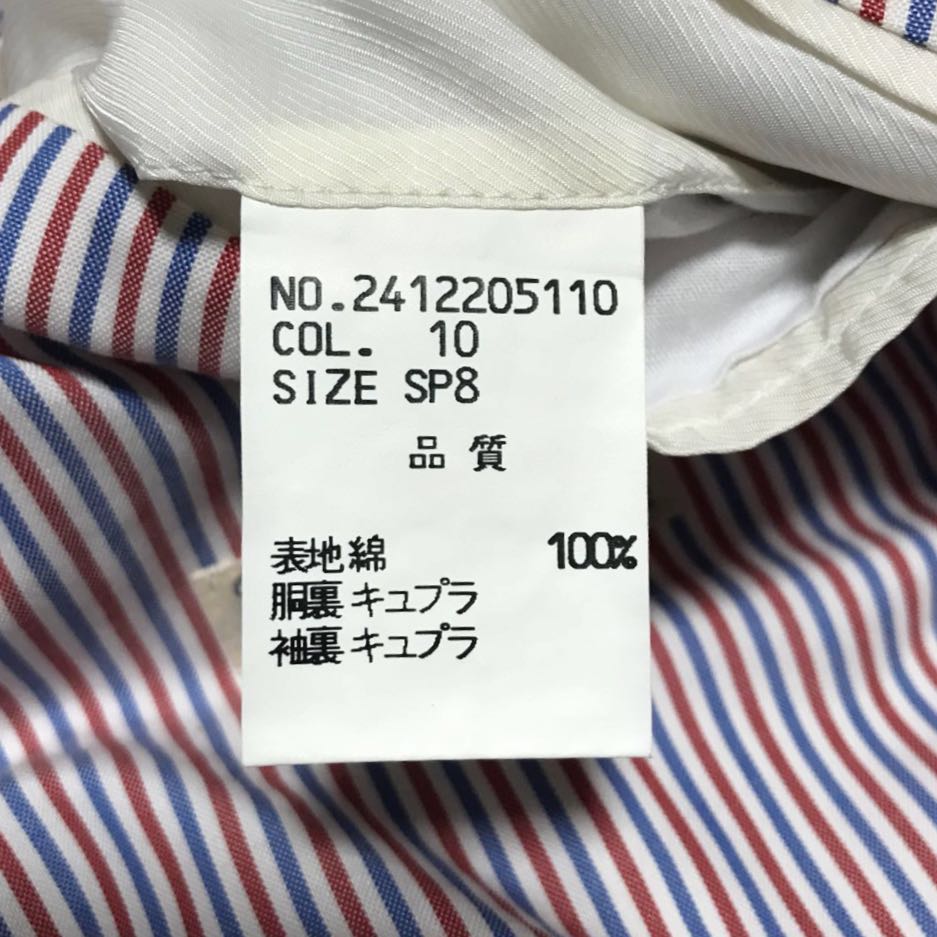 NO.2412205110
COL. 10
SIZE SP8
品質
表地綿 100%
胴裏キュプラ
袖裏キュプラ